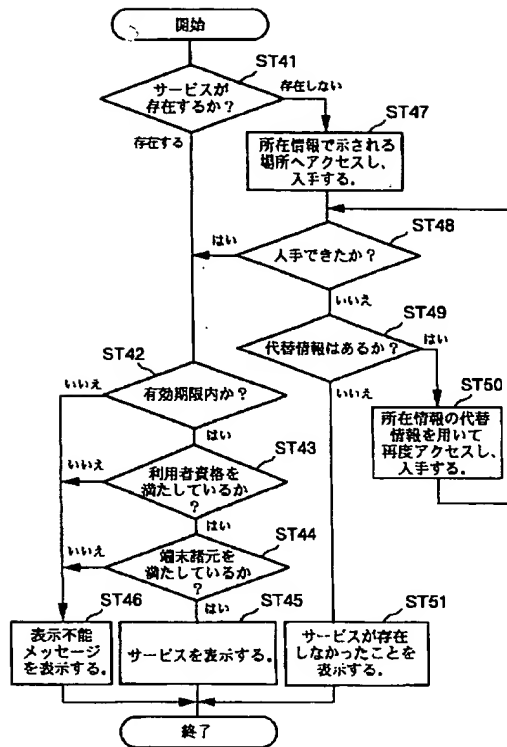 開始
ST41
サービスが
存在するか？
存在しない
存在する
ST47
所在情報で示される
場所へアクセスし、
入手する。
ST48
はい
入手できたか？
いいえ
ST49
代替情報はあるか？
はい
いいえ
ST50
所在情報の代替
情報を用いて
再度アクセスし、
入手する。
ST42
いいえ
有効期限内か？
はい
ST43
いいえ
利用者資格を
満たしているか
？
はい
ST44
いいえ
端末諸元を
満たしているか
？
はい
ST46
表示不能
メッセージ
を表示する。
ST45
サービスを表示する。
ST51
サービスが存在
しなかったことを
表示する。
終了